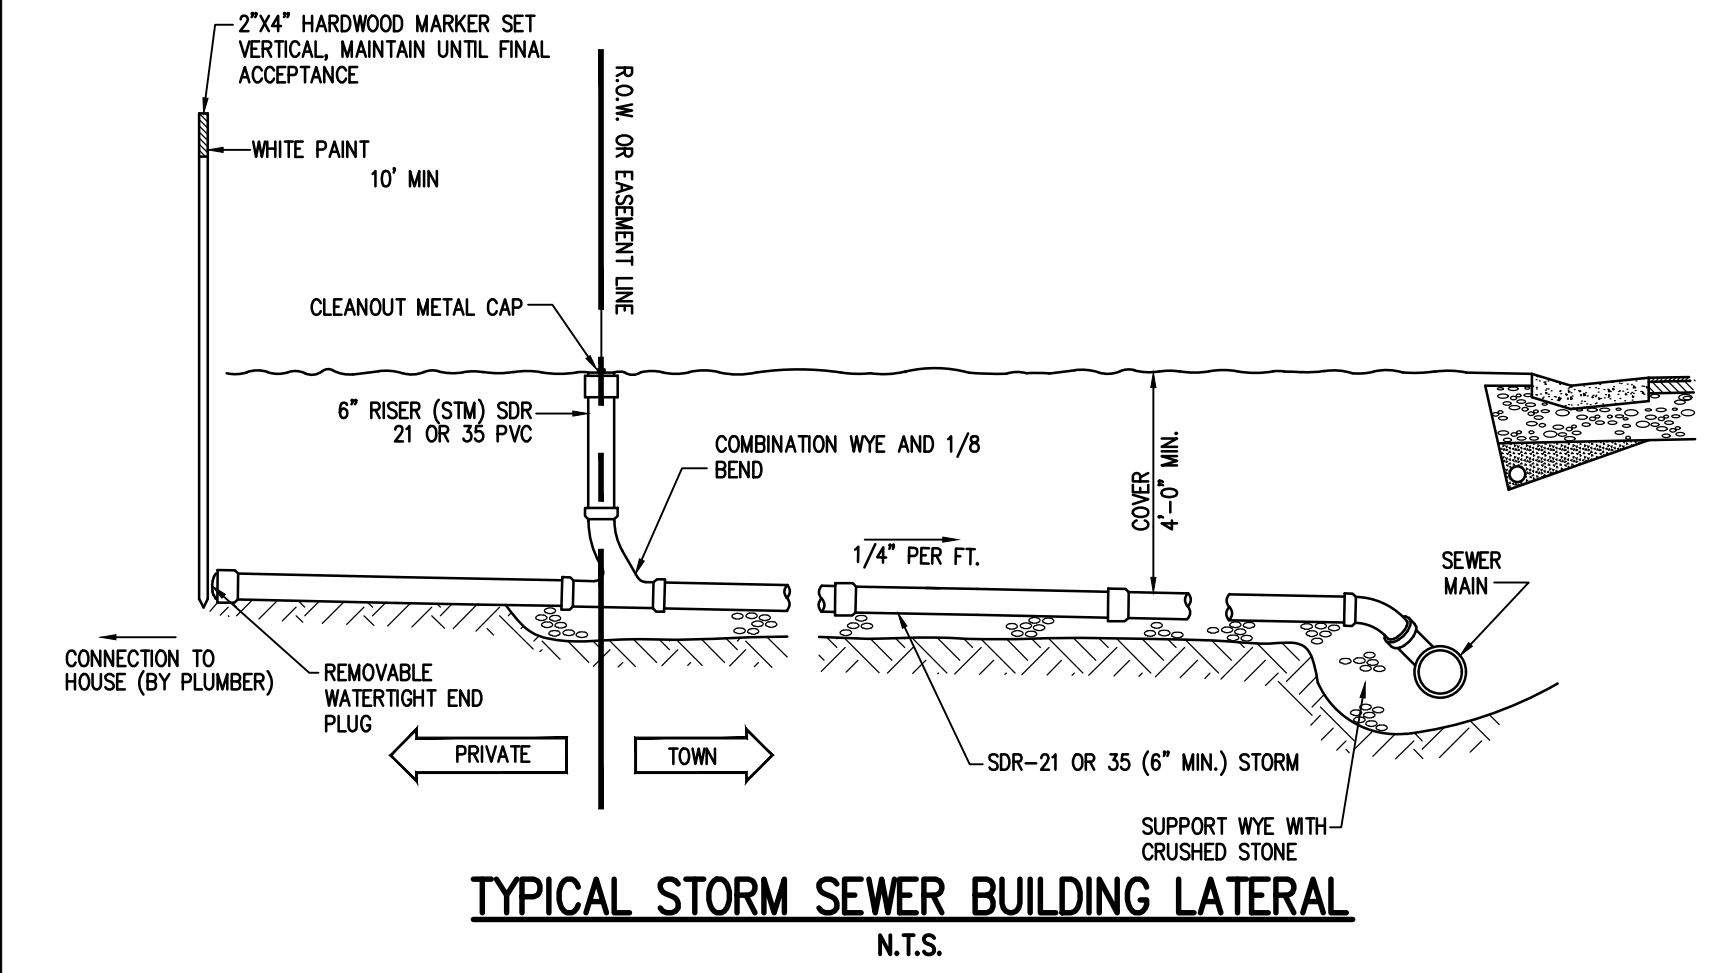 2"X4" HARDWOOD MARKER SET
VERTICAL, MAINTAIN UNTIL FINAL
ACCEPTANCE
WHITE PAINT
10' MIN
R.O.W. OR EASEMENT LINE
CLEANOUT METAL CAP
6" RISER (STM) SDR
21 OR 35 PVC
COMBINATION WYE AND 1/8
BEND
COVER
4'-0" MIN.
1/4" PER FT.
SEWER
MAIN
CONNECTION TO
HOUSE (BY PLUMBER)
REMOVABLE
WATERTIGHT END
PLUG
PRIVATE
TOWN
SDR-21 OR 35 (6" MIN.) STORM
SUPPORT WYE WITH
CRUSHED STONE
TYPICAL STORM SEWER BUILDING LATERAL
N.T.S.